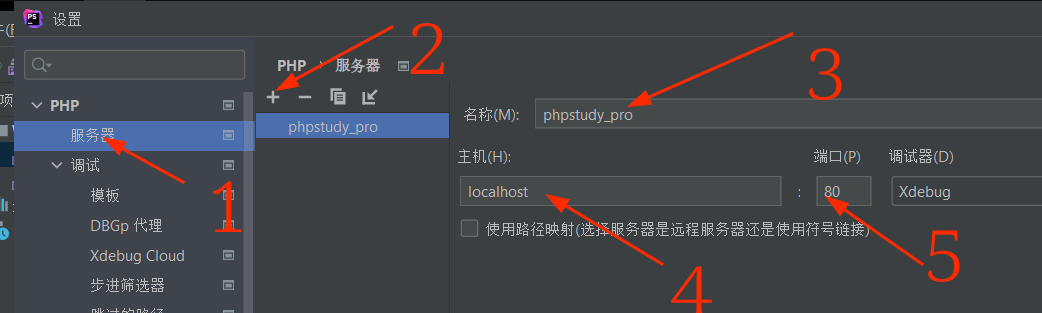 PS 设置
PHP › 服务器
PHP
服务器
调试
模板
DBGp 代理
Xdebug Cloud
步进筛选器
phpstudy_pro
名称(M): phpstudy_pro
主机(H): 端口(P) 调试器(D)
localhost : 80 Xdebug
使用路径映射(选择服务器是远程服务器还是使用符号链接)
1
2
3
4
5